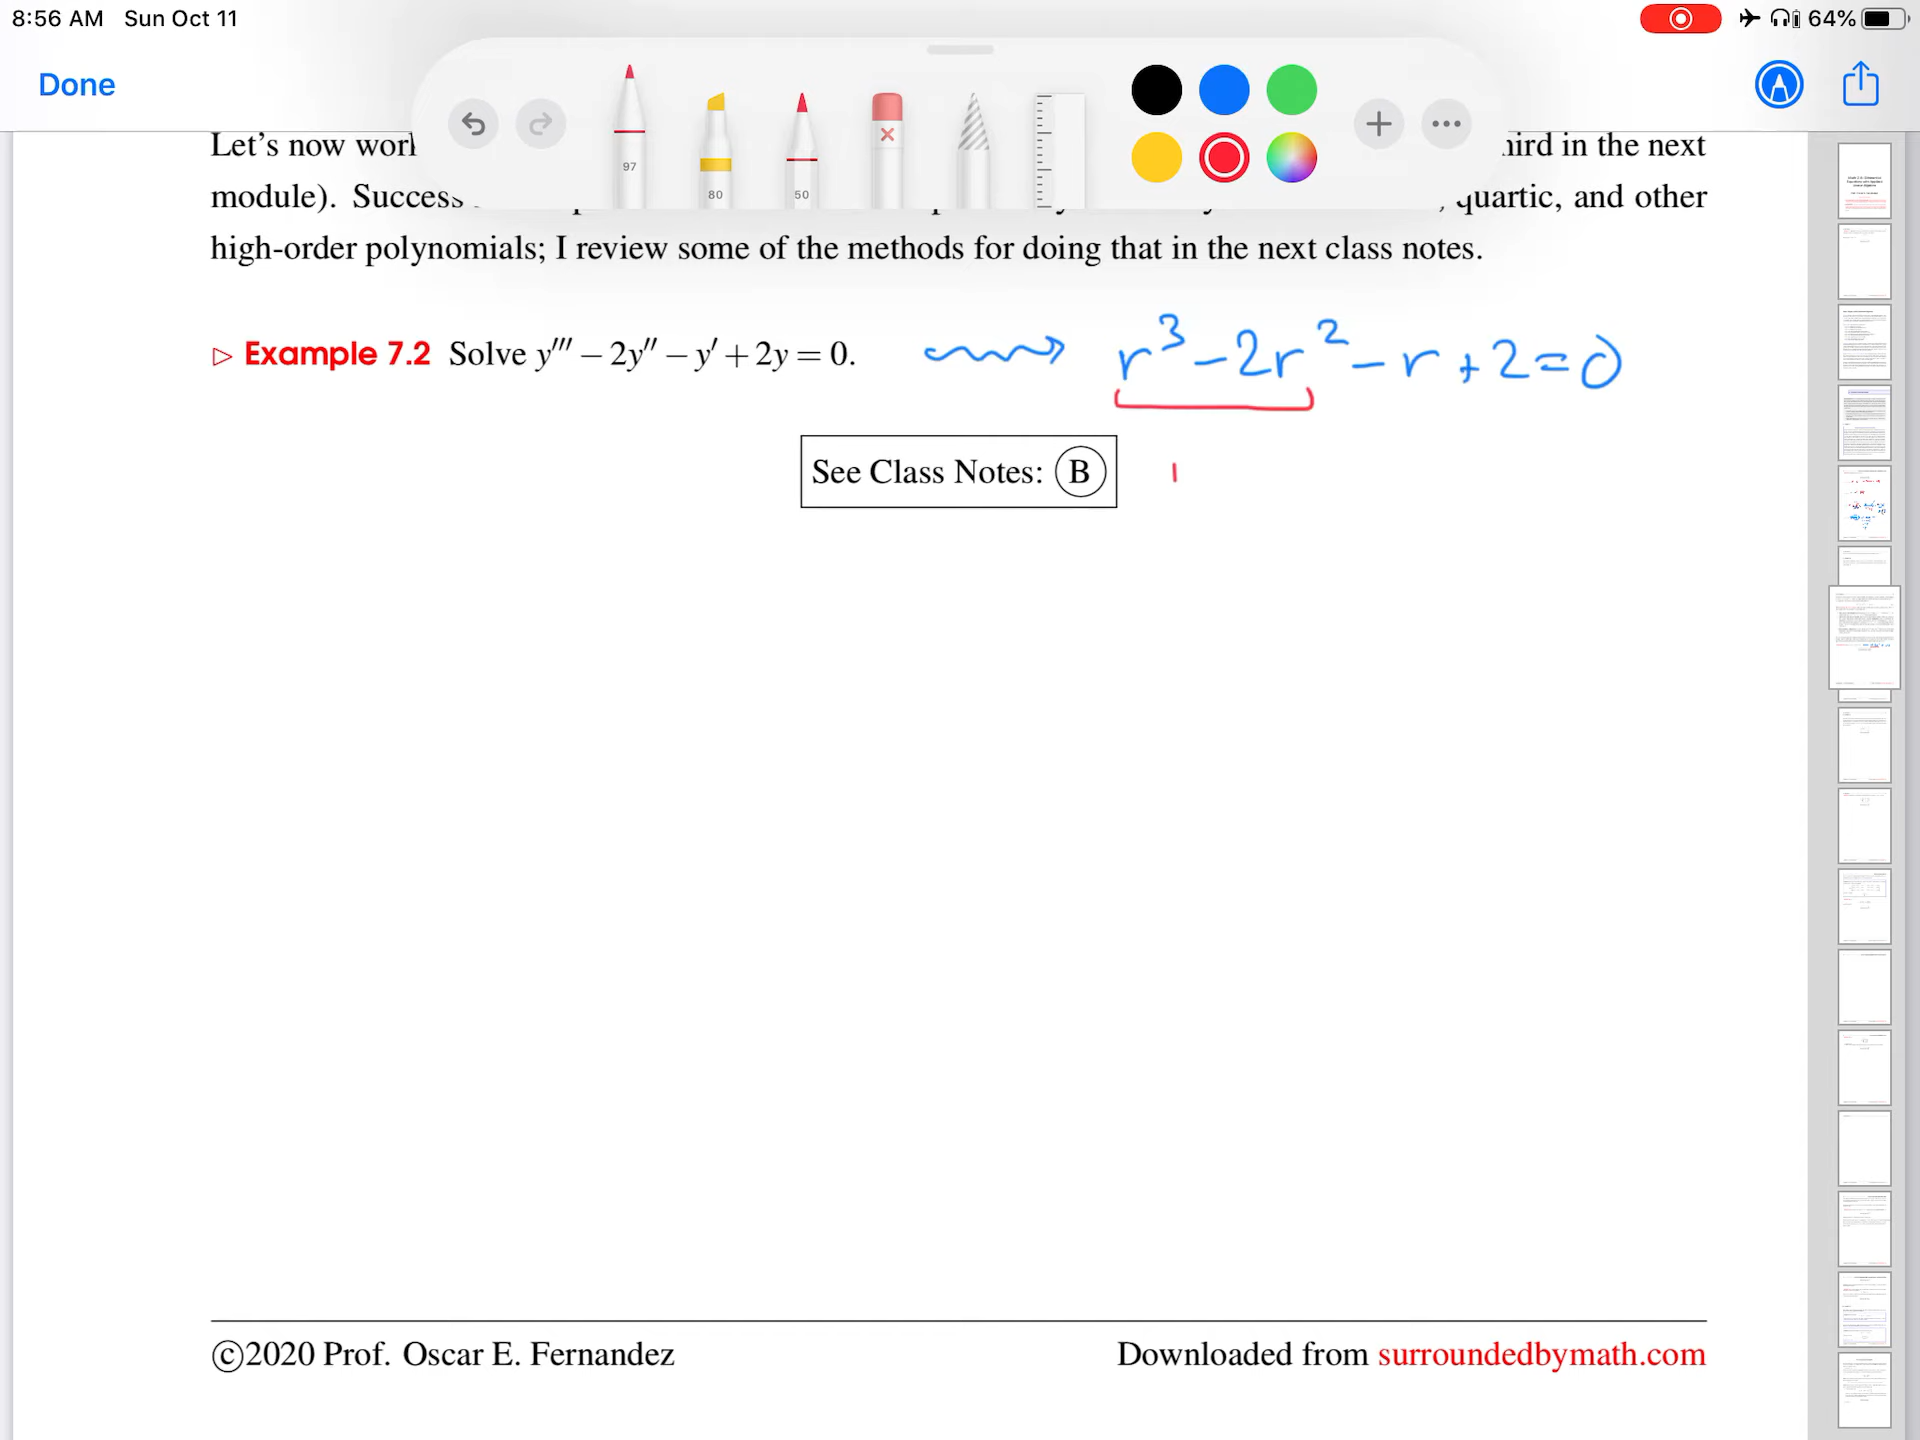 8:56 AM Sun Oct 11
64%
Done
97
80
50
Let's now
in the next
module). quartic, and other
high-order polynomials; I review some of the methods for doing that in the next class notes.
▷ Example 7.2 Solve y‴ − 2y″ − y′ + 2y = 0. r³ − 2r² − r + 2 = 0
See Class Notes: Ⓑ
©2020 Prof. Oscar E. Fernandez
Downloaded from surroundedbymath.com